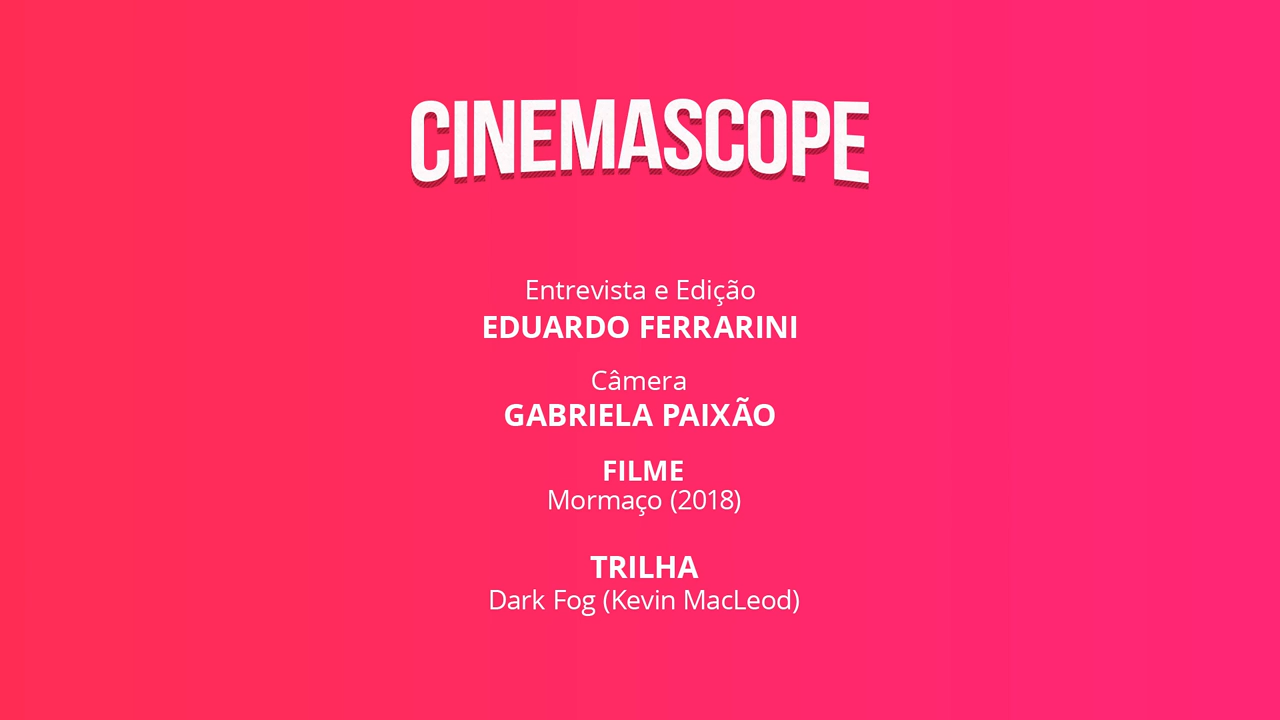 CINEMASCOPE
Entrevista e Edição
EDUARDO FERRARINI
Câmera
GABRIELA PAIXÃO
FILME
Mormaço (2018)
TRILHA
Dark Fog (Kevin MacLeod)